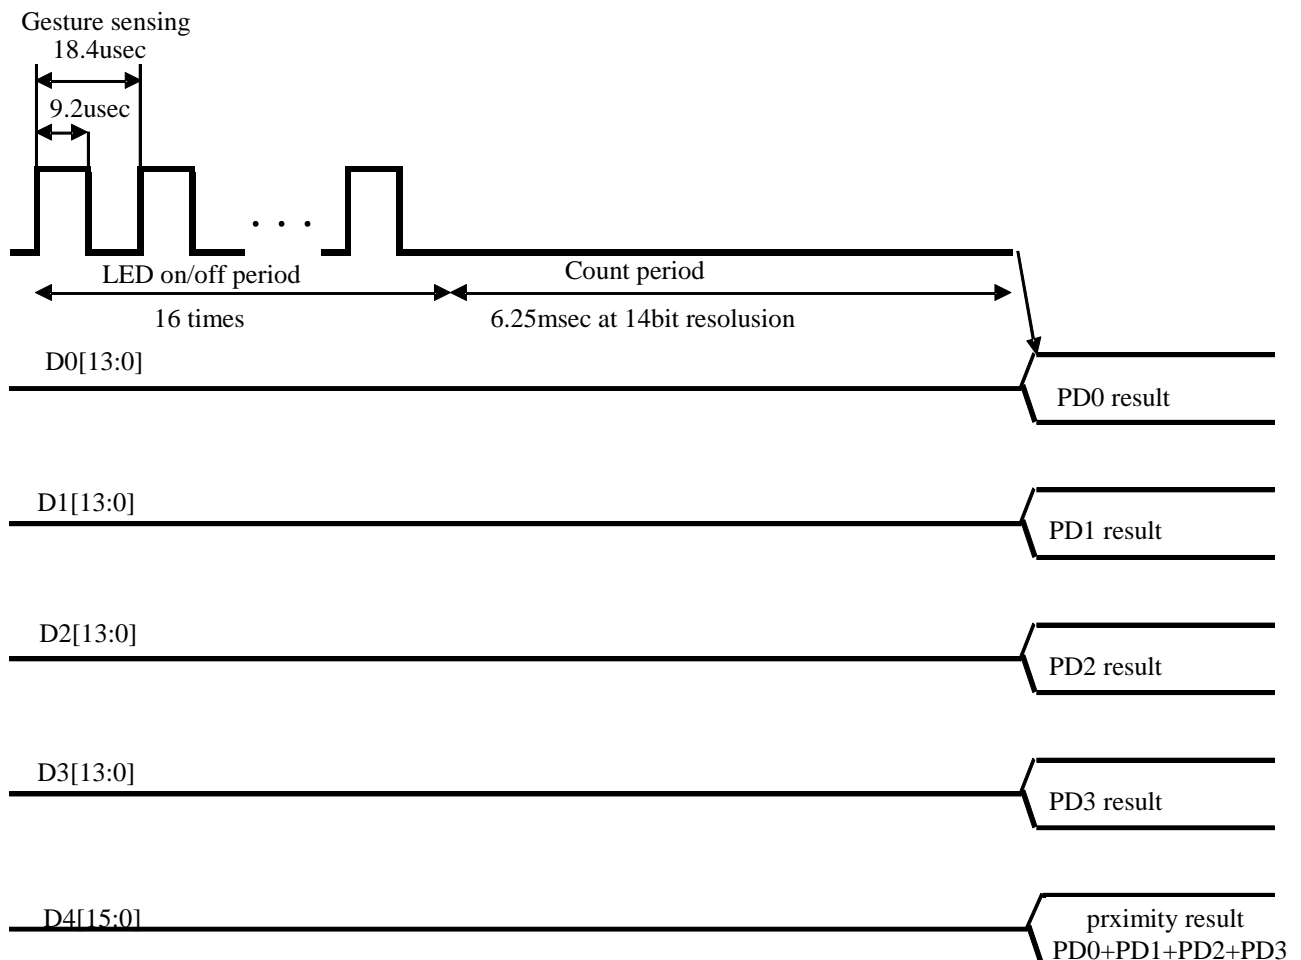 Gesture sensing
18.4usec
9.2usec
. . .
LED on/off period
Count period
16 times
6.25msec at 14bit resolusion
D0[13:0]
PD0 result
D1[13:0]
PD1 result
D2[13:0]
PD2 result
D3[13:0]
PD3 result
D4[15:0]
prximity result
PD0+PD1+PD2+PD3